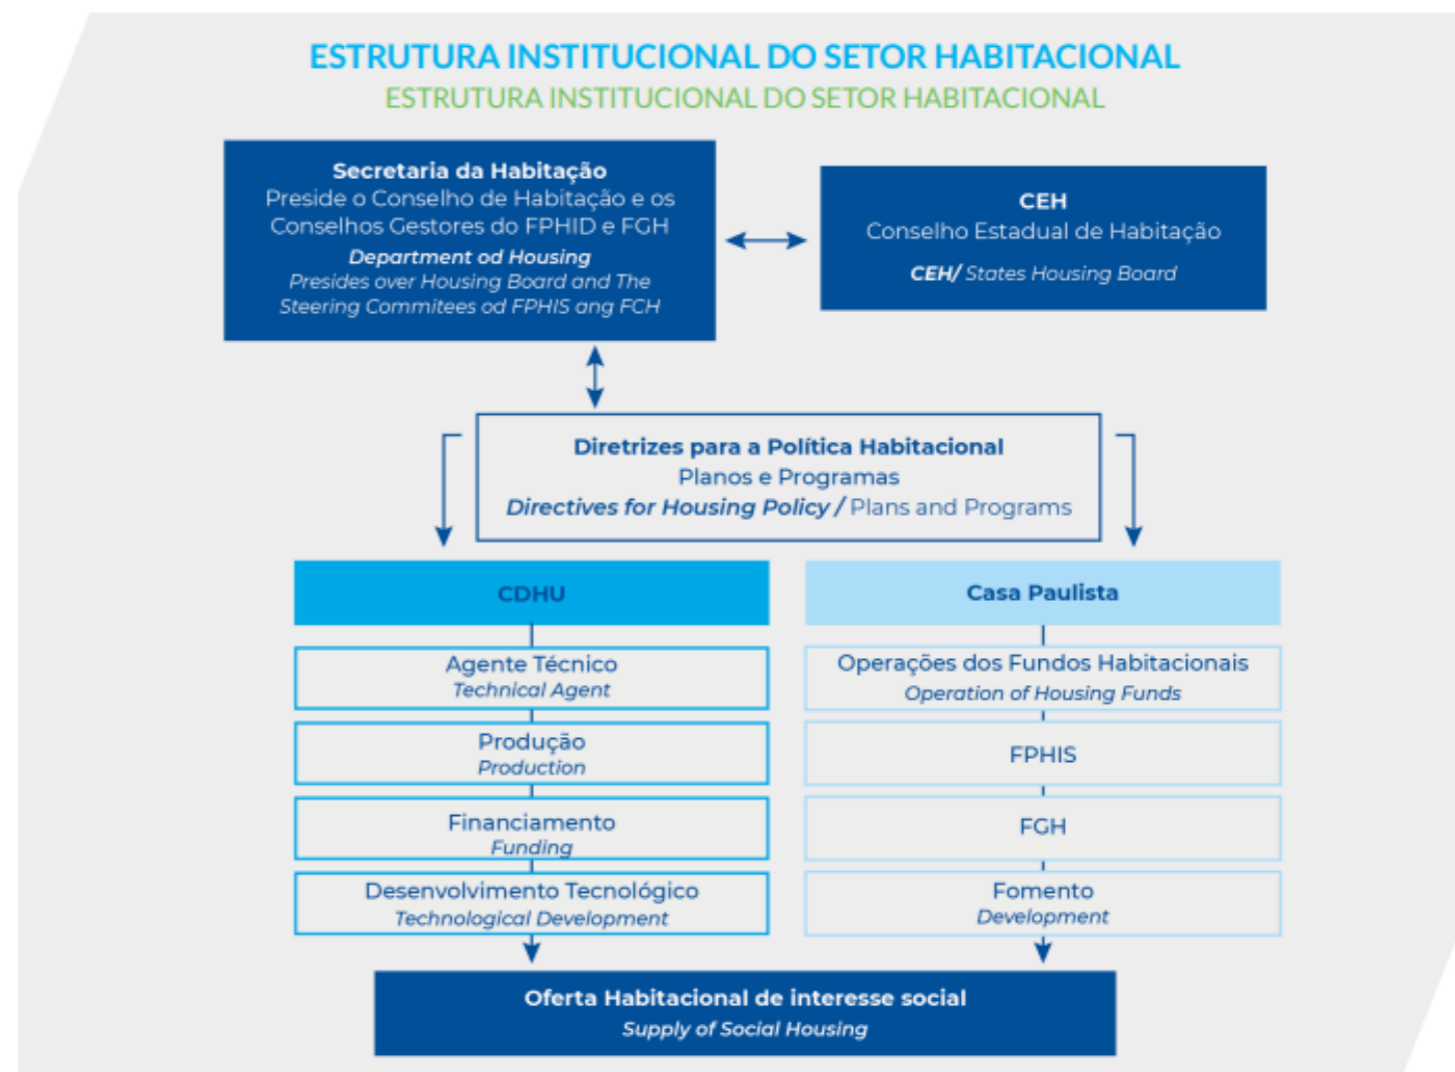 ESTRUTURA INSTITUCIONAL DO SETOR HABITACIONAL
ESTRUTURA INSTITUCIONAL DO SETOR HABITACIONAL
Secretaria da Habitação
Preside o Conselho de Habitação e os
Conselhos Gestores do FPHID e FGH
Department od Housing
Presides over Housing Board and The
Steering Commitees od FPHIS ang FCH
CEH
Conselho Estadual de Habitação
CEH/ States Housing Board
Diretrizes para a Política Habitacional
Planos e Programas
Directives for Housing Policy / Plans and Programs
CDHU
Agente Técnico
Technical Agent
Produção
Production
Financiamento
Funding
Desenvolvimento Tecnológico
Technological Development
Casa Paulista
Operações dos Fundos Habitacionais
Operation of Housing Funds
FPHIS
FGH
Fomento
Development
Oferta Habitacional de interesse social
Supply of Social Housing